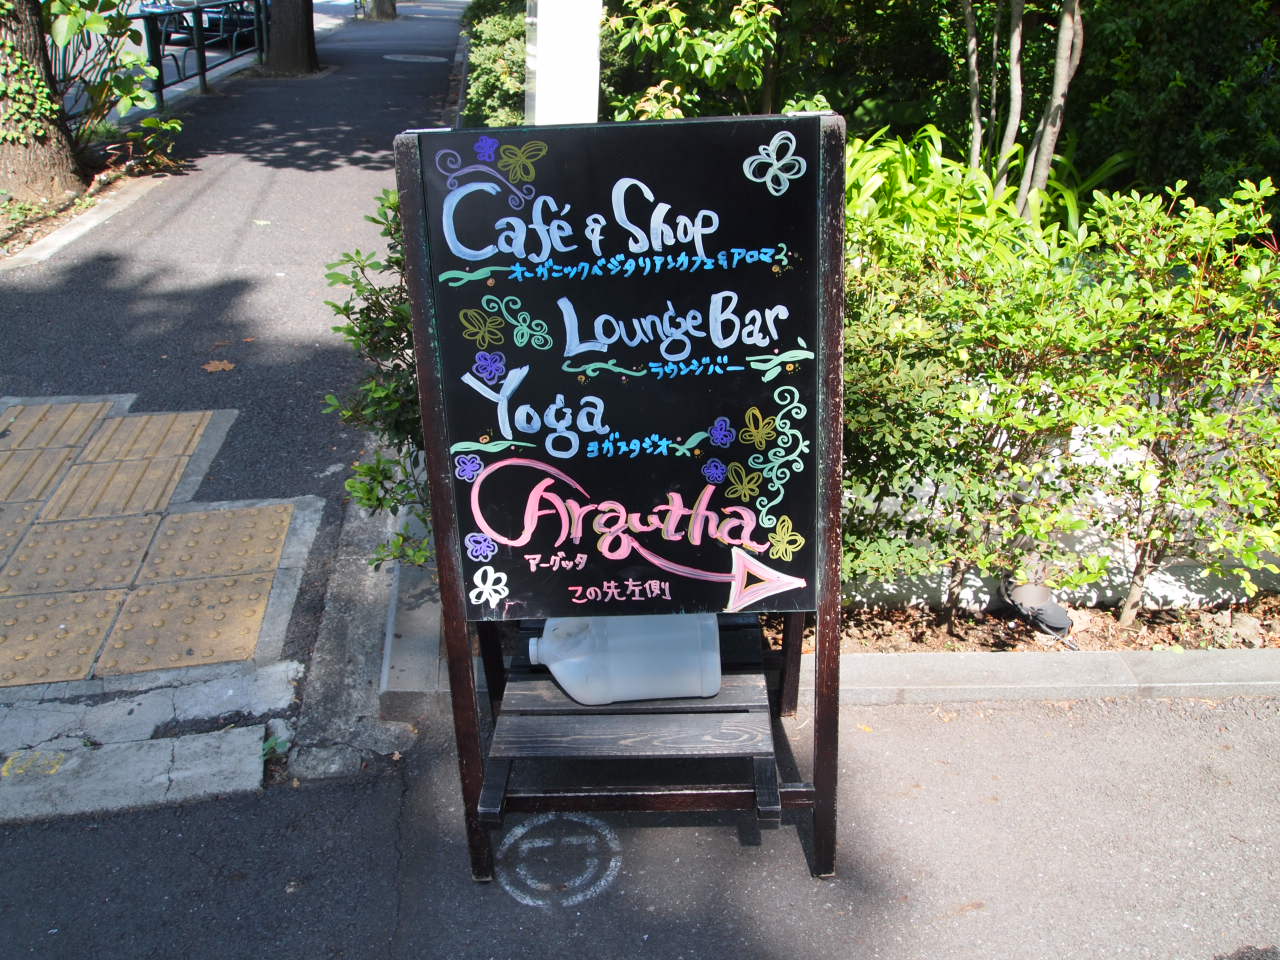 Café & Shop
オーガニックベジタリアンカフェ&アロマ
Lounge Bar
ラウンジバー
Yoga
ヨガスタジオ
Argutha
アーグッタ
この先左側